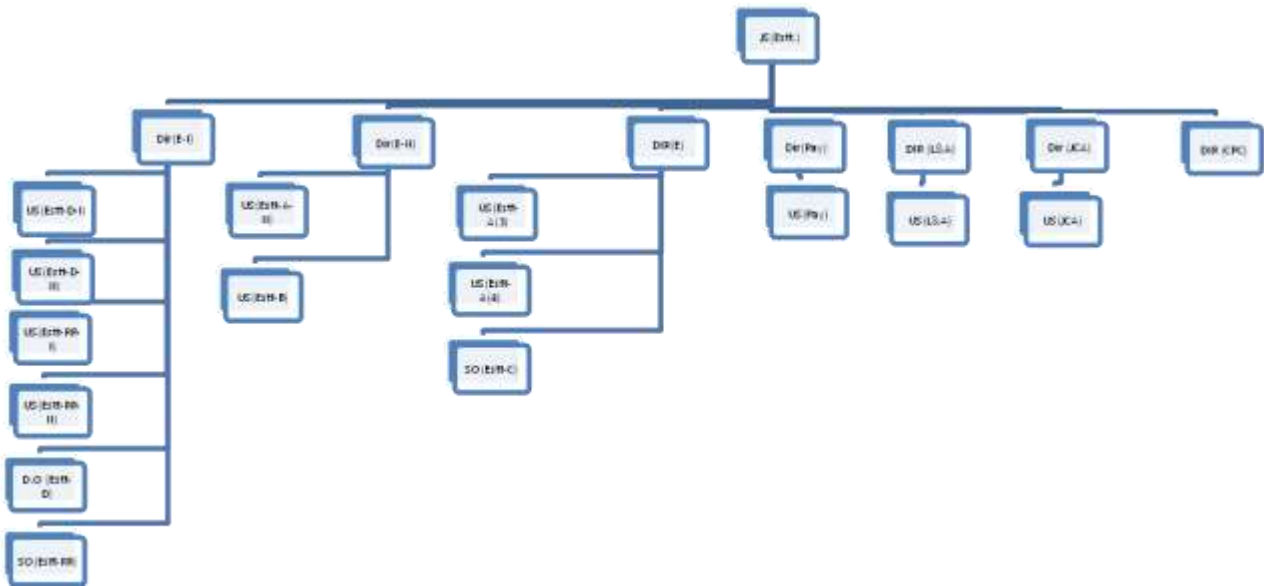 JS (Estt.)
Dir (E-I)
Dir (E-II)
DIR(E)
Dir (Pay)
DIR (LS.A)
Dir (JCA)
DIR (CPC)
US (Estt-D-I)
US (Estt-A-
US (Estt-
US (Pay)
US (LS.A)
US (JCA)
US (Estt-D-
II)
US (Estt-B)
US (Estt-
US (Estt-RR-
I)
SO (Estt-C)
US (Estt-RR-
II)
D.O (Estt-
D)
SO (Estt-RR)